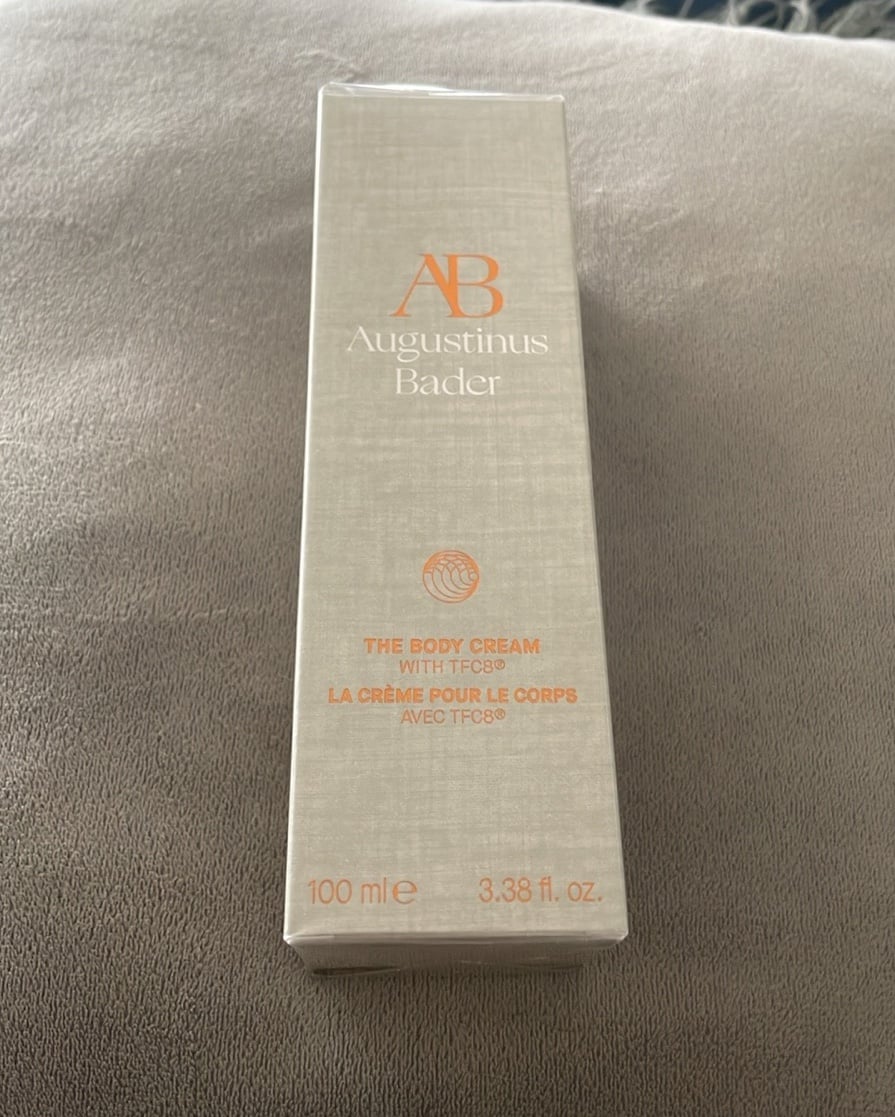 AB
Augustinus
Bader
THE BODY CREAM
WITH TFC8®
LA CRÈME POUR LE CORPS
AVEC TFC8®
100 ml ℮ 3.38 fl. oz.